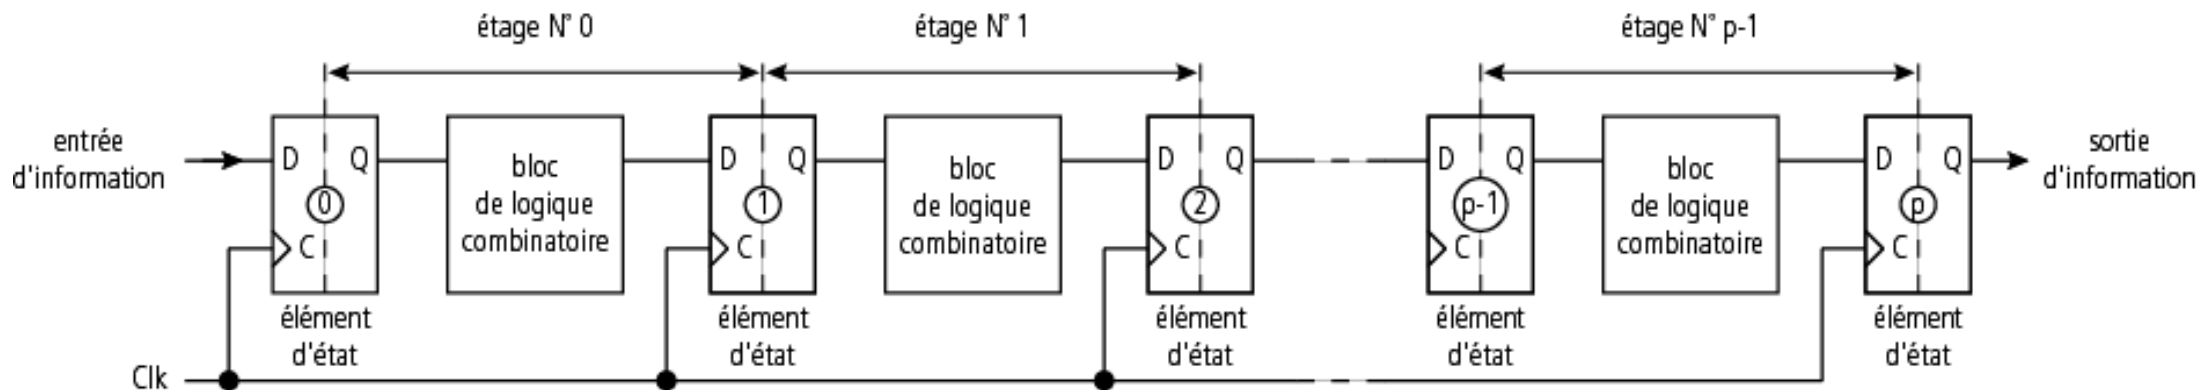 étage N° 0
étage N° 1
étage N° p-1
entrée
d'information
D Q
0
C
bloc
de logique
combinatoire
D Q
1
C
bloc
de logique
combinatoire
D Q
2
C
D Q
p-1
C
bloc
de logique
combinatoire
D Q
p
C
sortie
d'information
élément
d'état
élément
d'état
élément
d'état
élément
d'état
élément
d'état
Clk